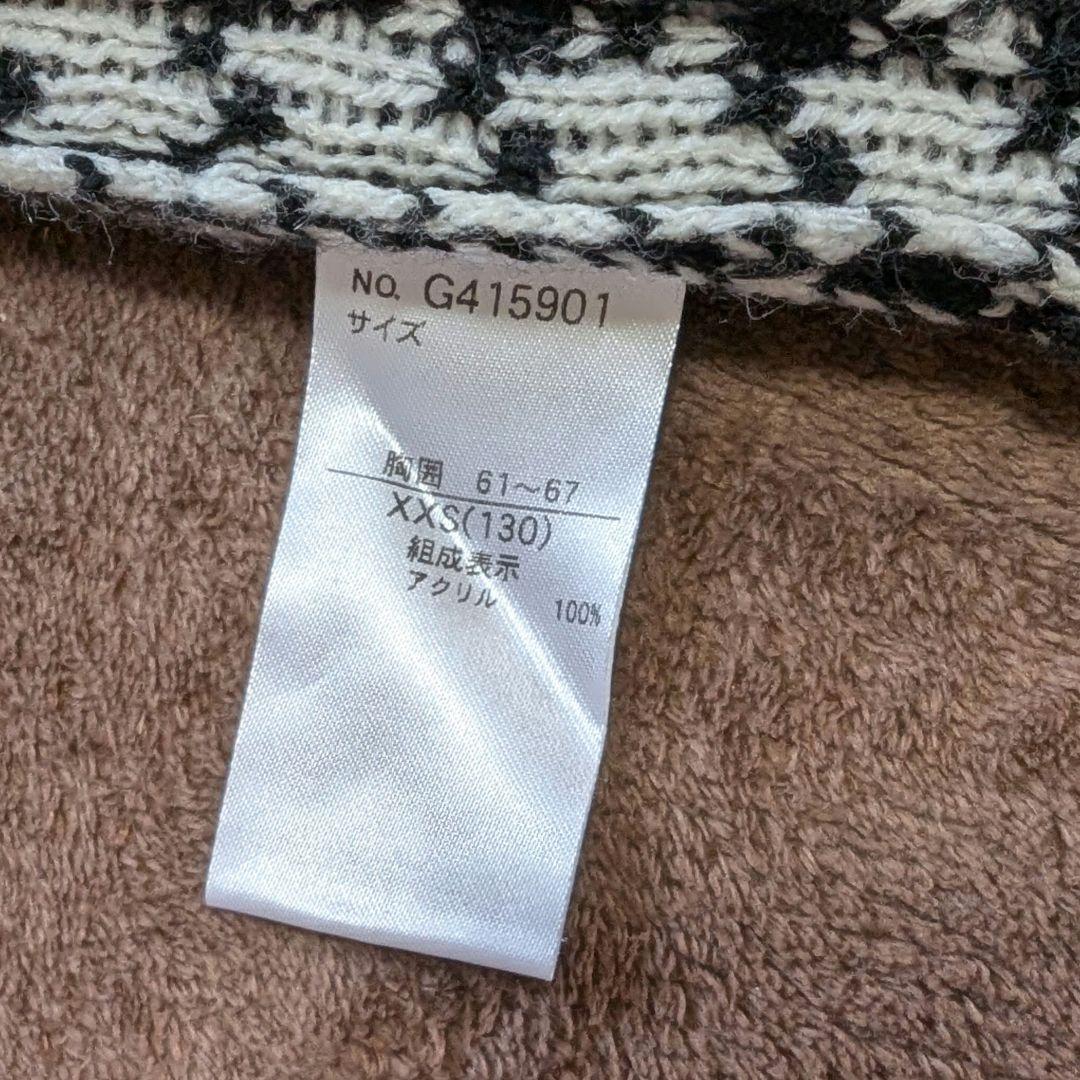 NO. G415901
サイズ
胸囲 61～67
XXS(130)
組成表示
アクリル 100%